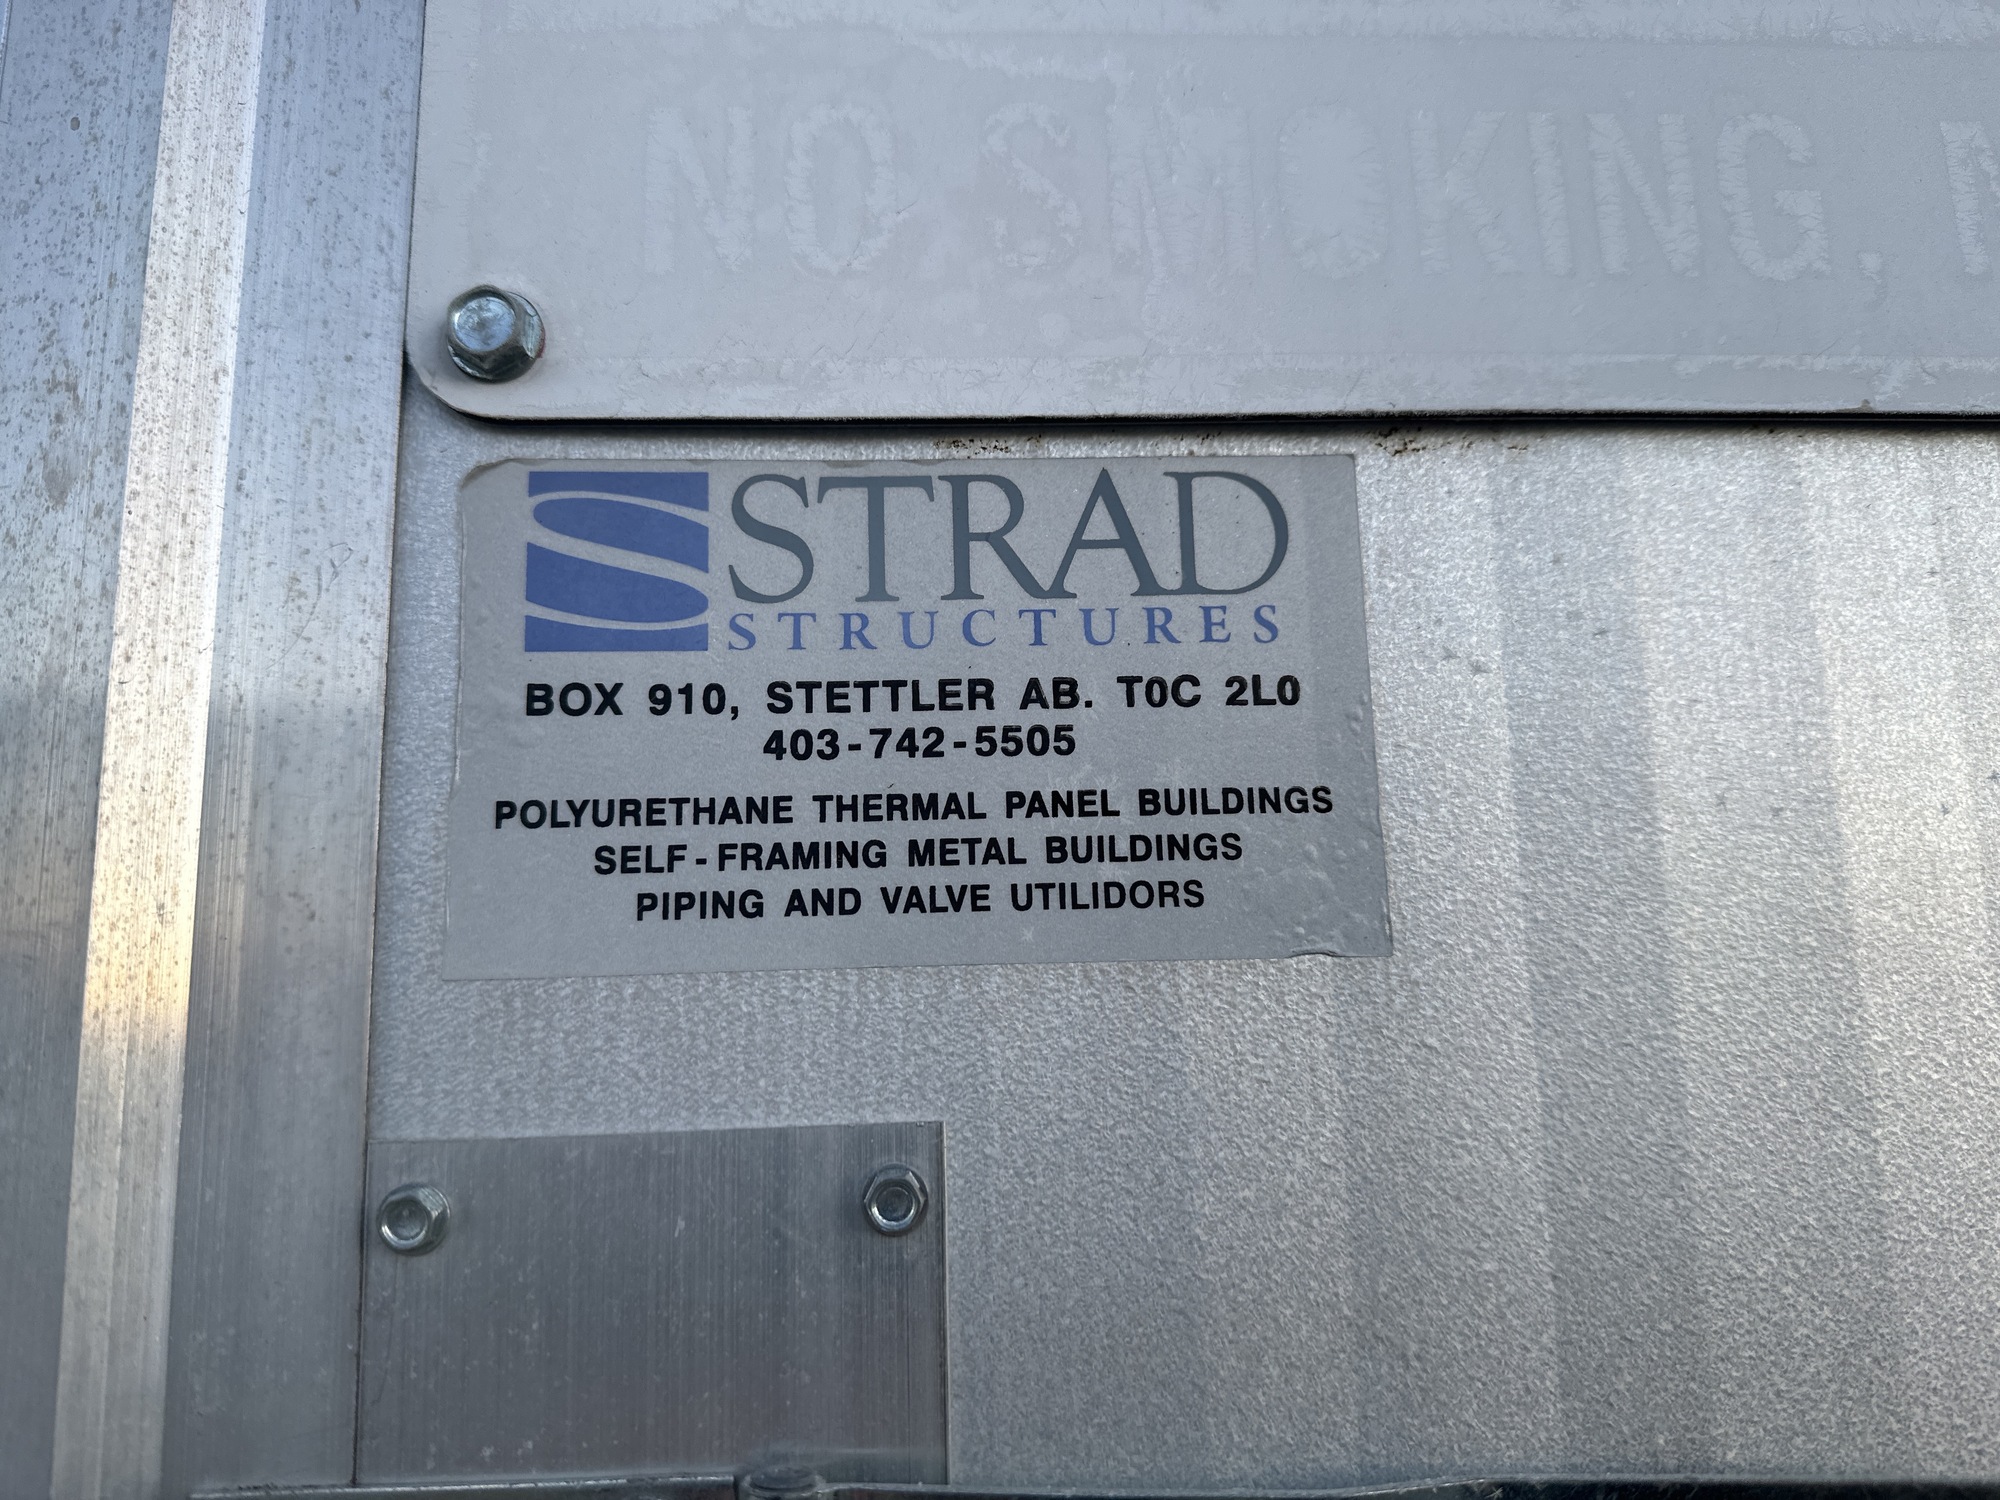 NO SMOKING,
STRAD
STRUCTURES
BOX 910, STETTLER AB. T0C 2L0
403-742-5505
POLYURETHANE THERMAL PANEL BUILDINGS
SELF-FRAMING METAL BUILDINGS
PIPING AND VALVE UTILIDORS